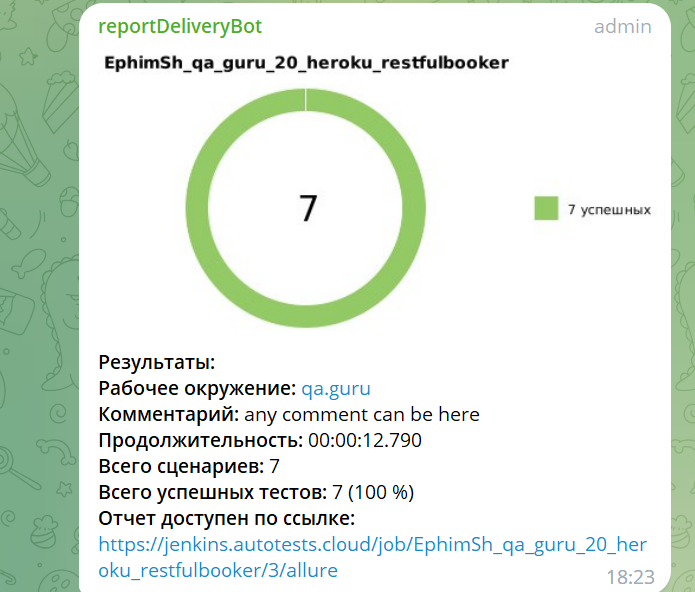 reportDeliveryBot admin
EphimSh_qa_guru_20_heroku_restfulbooker
7
7 успешных
Результаты:
Рабочее окружение: qa.guru
Комментарий: any comment can be here
Продолжительность: 00:00:12.790
Всего сценариев: 7
Всего успешных тестов: 7 (100 %)
Отчет доступен по ссылке:
https://jenkins.autotests.cloud/job/EphimSh_qa_guru_20_her
oku_restfulbooker/3/allure
18:23